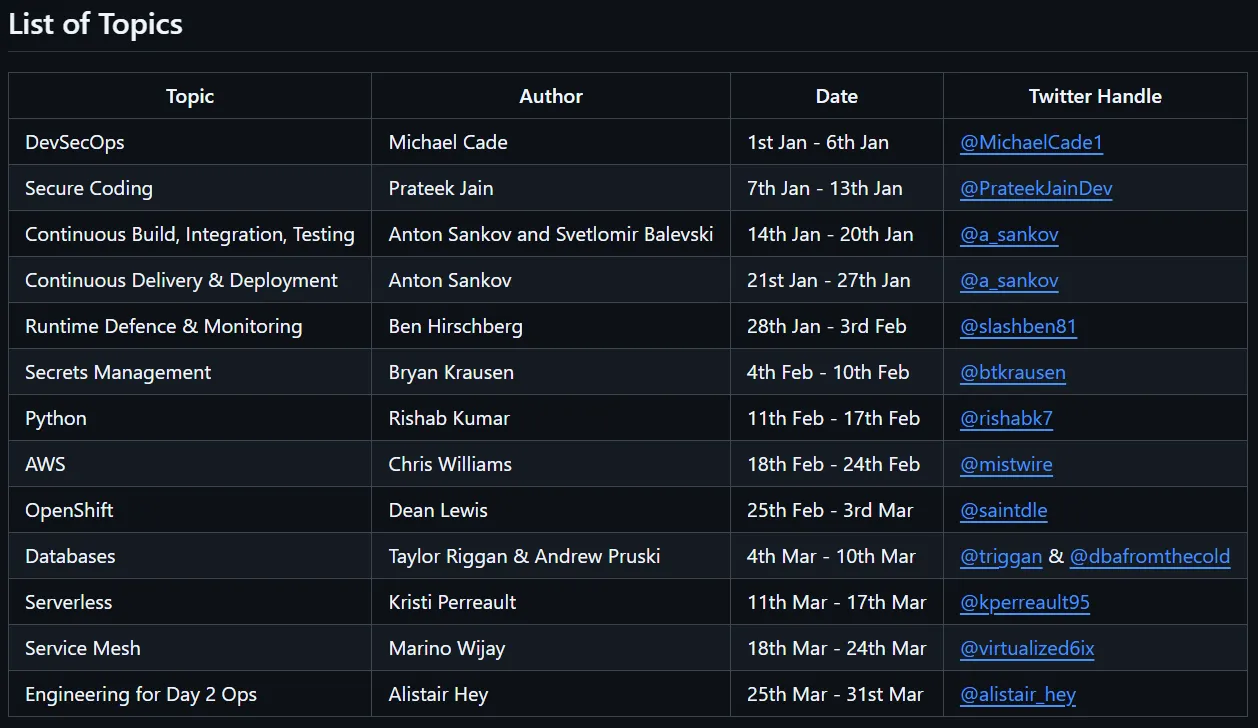 List of Topics
Topic Author Date Twitter Handle
DevSecOps Michael Cade 1st Jan - 6th Jan @MichaelCade1
Secure Coding Prateek Jain 7th Jan - 13th Jan @PrateekJainDev
Continuous Build, Integration, Testing Anton Sankov and Svetlomir Balevski 14th Jan - 20th Jan @a_sankov
Continuous Delivery & Deployment Anton Sankov 21st Jan - 27th Jan @a_sankov
Runtime Defence & Monitoring Ben Hirschberg 28th Jan - 3rd Feb @slashben81
Secrets Management Bryan Krausen 4th Feb - 10th Feb @btkrausen
Python Rishab Kumar 11th Feb - 17th Feb @rishabk7
AWS Chris Williams 18th Feb - 24th Feb @mistwire
OpenShift Dean Lewis 25th Feb - 3rd Mar @saintdle
Databases Taylor Riggan & Andrew Pruski 4th Mar - 10th Mar @triggan & @dbafromthecold
Serverless Kristi Perreault 11th Mar - 17th Mar @kperreault95
Service Mesh Marino Wijay 18th Mar - 24th Mar @virtualized6ix
Engineering for Day 2 Ops Alistair Hey 25th Mar - 31st Mar @alistair_hey